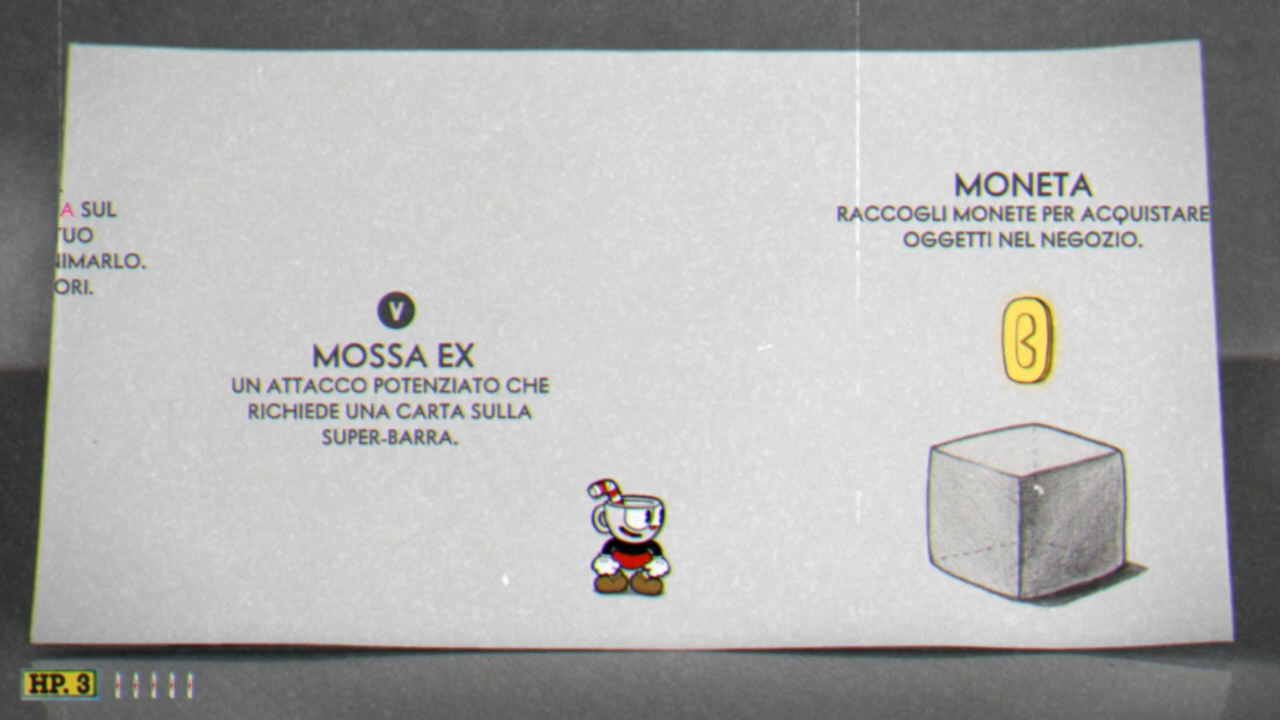 A SUL
TUO
NIMARLO.
ORI.
V
MOSSA EX
UN ATTACCO POTENZIATO CHE
RICHIEDE UNA CARTA SULLA
SUPER-BARRA.
MONETA
RACCOGLI MONETE PER ACQUISTARE
OGGETTI NEL NEGOZIO.
HP. 3